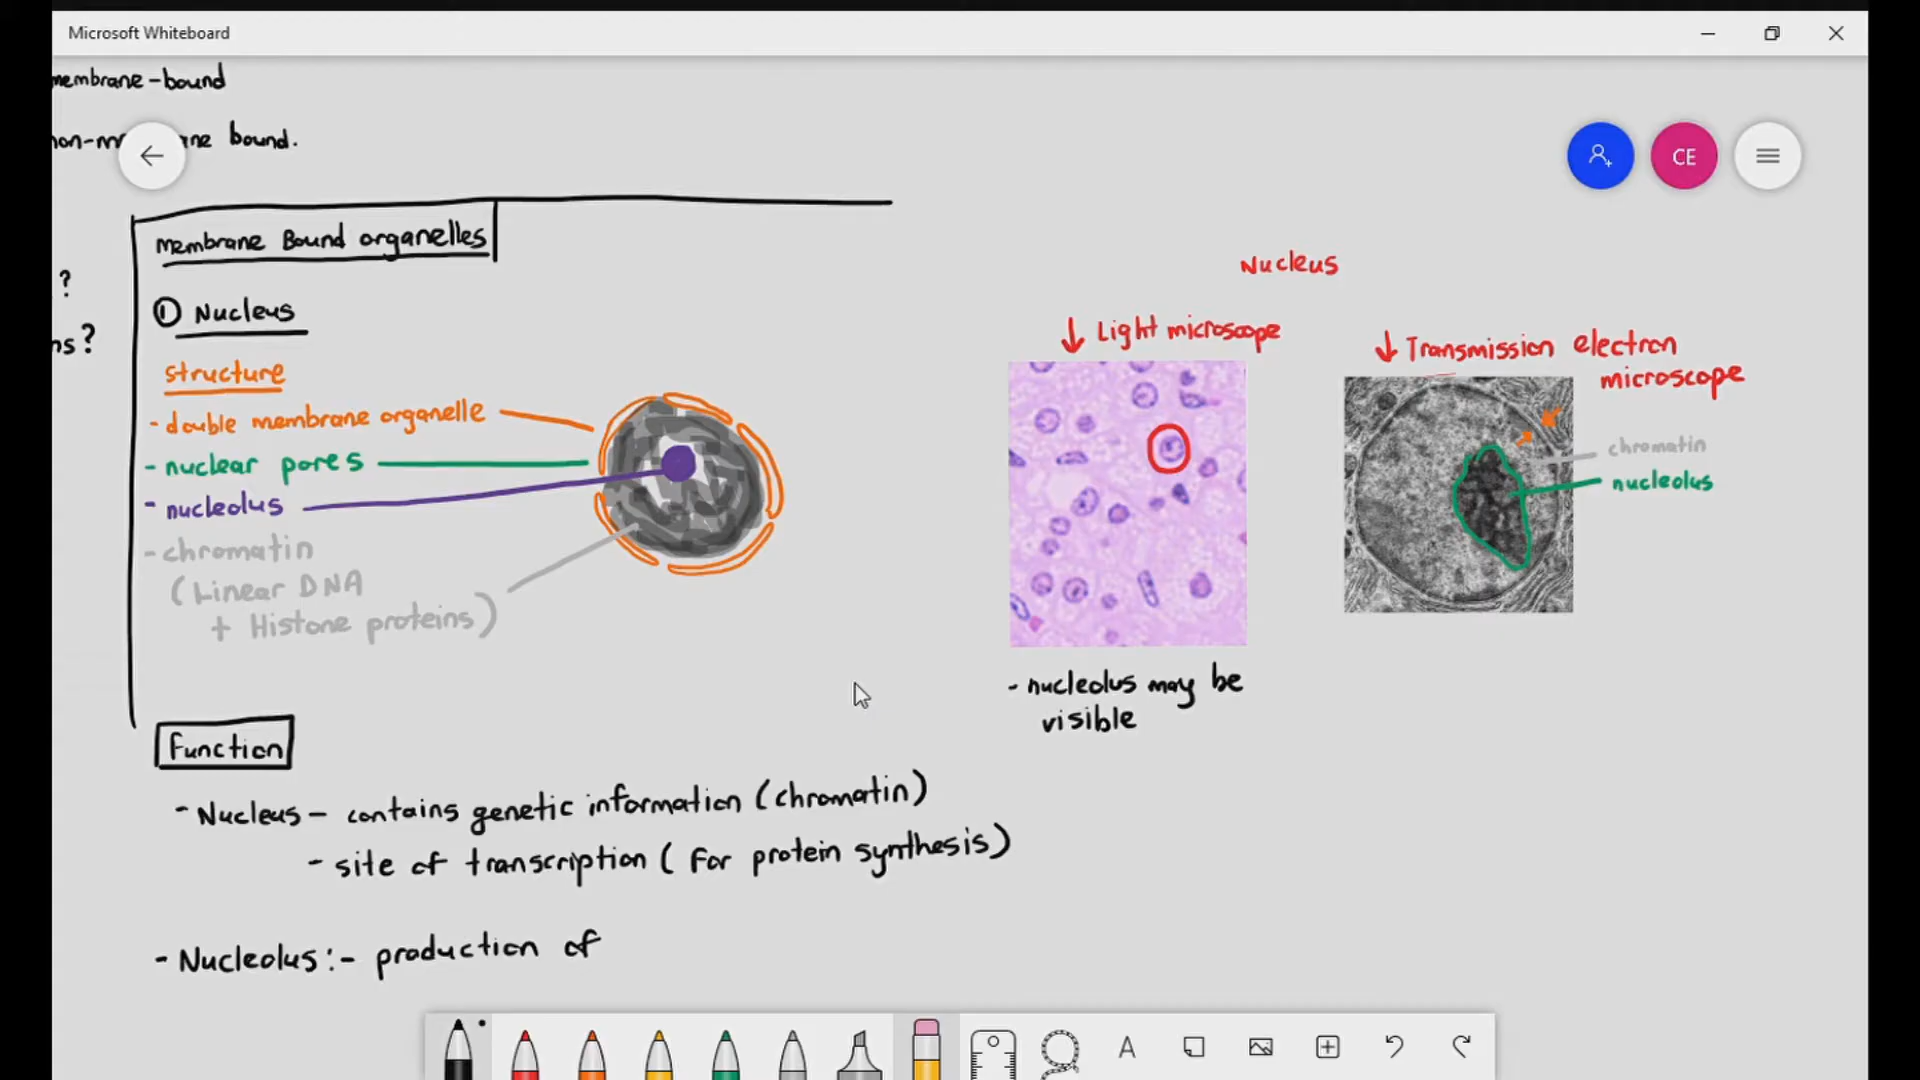 Microsoft Whiteboard
membrane-bound
bound.
CE
?
?
Membrane Bound organelles
① Nucleus
structure
- double membrane organelle
- nuclear pores
- nucleolus
- chromatin
(Linear DNA
+ Histone proteins)
Nucleus
↓ Light microscope
↓ Transmission electron
microscope
chromatin
nucleolus
- nucleolus may be
visible
Function
- Nucleus - contains genetic information (chromatin)
- site of transcription (For protein synthesis)
- Nucleolus:- production of
A